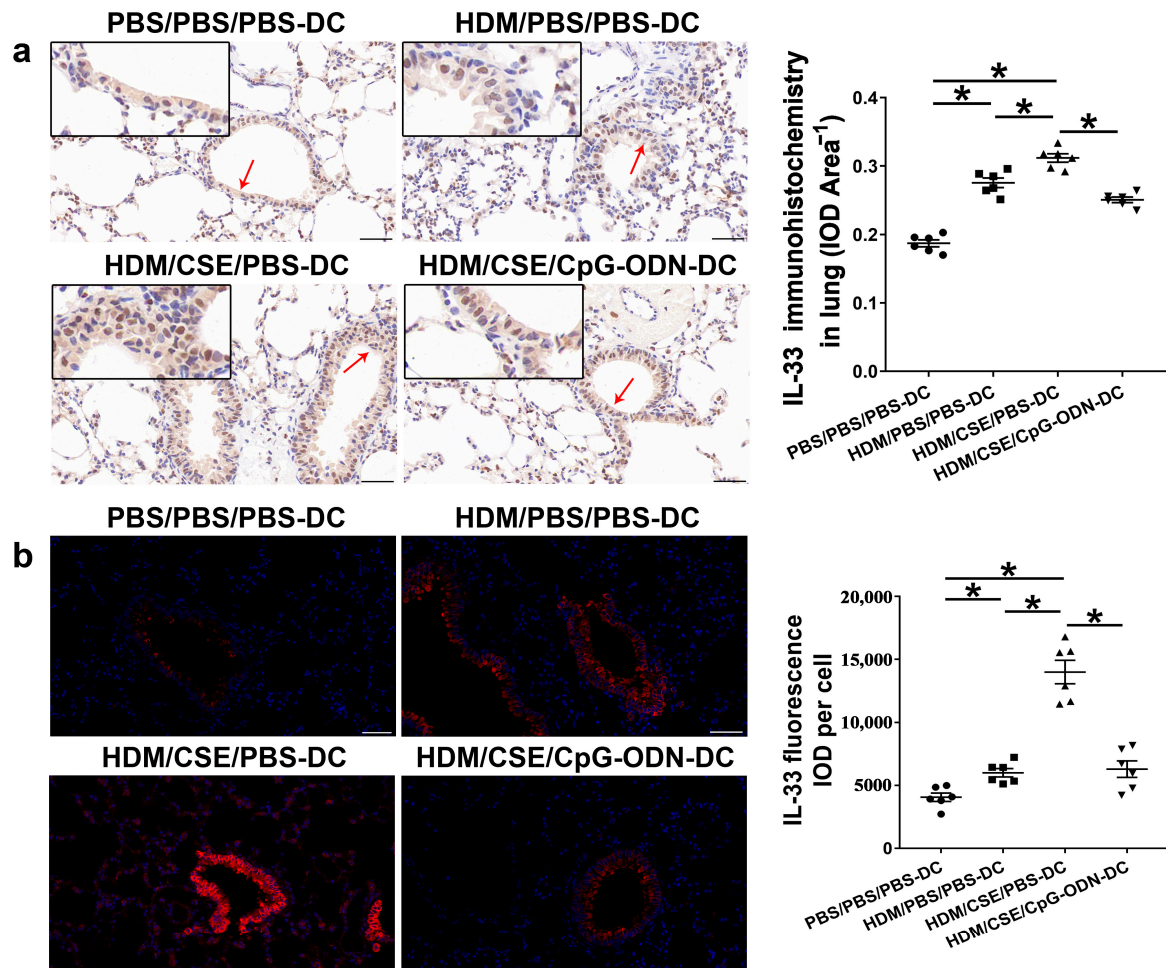 a
PBS/PBS/PBS-DC
HDM/PBS/PBS-DC
HDM/CSE/PBS-DC
HDM/CSE/CpG-ODN-DC
IL-33 immunohistochemistry
in lung (IOD Area⁻¹)
0.4
0.3
0.2
0.1
0.0
*
*
*
*
PBS/PBS/PBS-DC
HDM/PBS/PBS-DC
HDM/CSE/PBS-DC
HDM/CSE/CpG-ODN-DC
b
PBS/PBS/PBS-DC
HDM/PBS/PBS-DC
HDM/CSE/PBS-DC
HDM/CSE/CpG-ODN-DC
IL-33 fluorescence
IOD per cell
20,000
15,000
10,000
5000
0
*
*
*
*
PBS/PBS/PBS-DC
HDM/PBS/PBS-DC
HDM/CSE/PBS-DC
HDM/CSE/CpG-ODN-DC